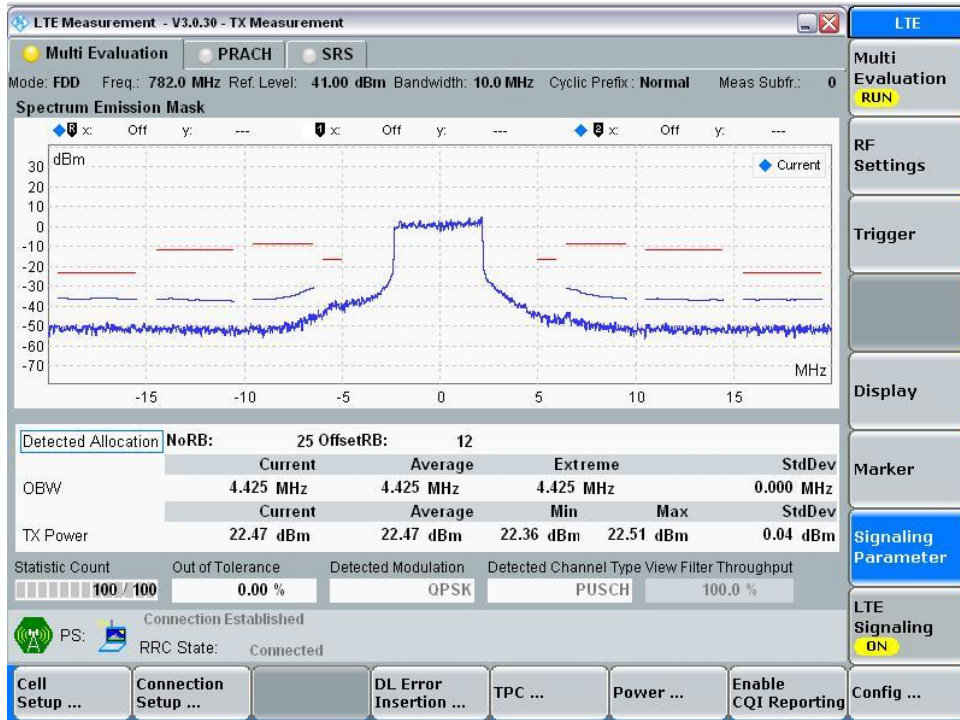 LTE Measurement - V3.0.30 - TX Measurement
LTE
Multi Evaluation PRACH SRS
Multi Evaluation RUN
Mode: FDD Freq.: 782.0 MHz Ref. Level: 41.00 dBm Bandwidth: 10.0 MHz Cyclic Prefix: Normal Meas Subfr.: 0
Spectrum Emission Mask
R x: Off y: --- 1 x: Off y: --- 2 x: Off y: ---
dBm
Current
30
20
10
0
-10
-20
-30
-40
-50
-60
-70
MHz
-15 -10 -5 0 5 10 15
RF Settings
Trigger
Display
Marker
Signaling Parameter
LTE Signaling ON
Detected Allocation NoRB: 25 OffsetRB: 12
Current Average Extreme StdDev
OBW 4.425 MHz 4.425 MHz 4.425 MHz 0.000 MHz
Current Average Min Max StdDev
TX Power 22.47 dBm 22.47 dBm 22.36 dBm 22.51 dBm 0.04 dBm
Statistic Count Out of Tolerance Detected Modulation Detected Channel Type View Filter Throughput
100 / 100 0.00 % QPSK PUSCH 100.0 %
PS: Connection Established
RRC State: Connected
Cell Setup ... Connection Setup ... DL Error Insertion ... TPC ... Power ... Enable CQI Reporting Config ...